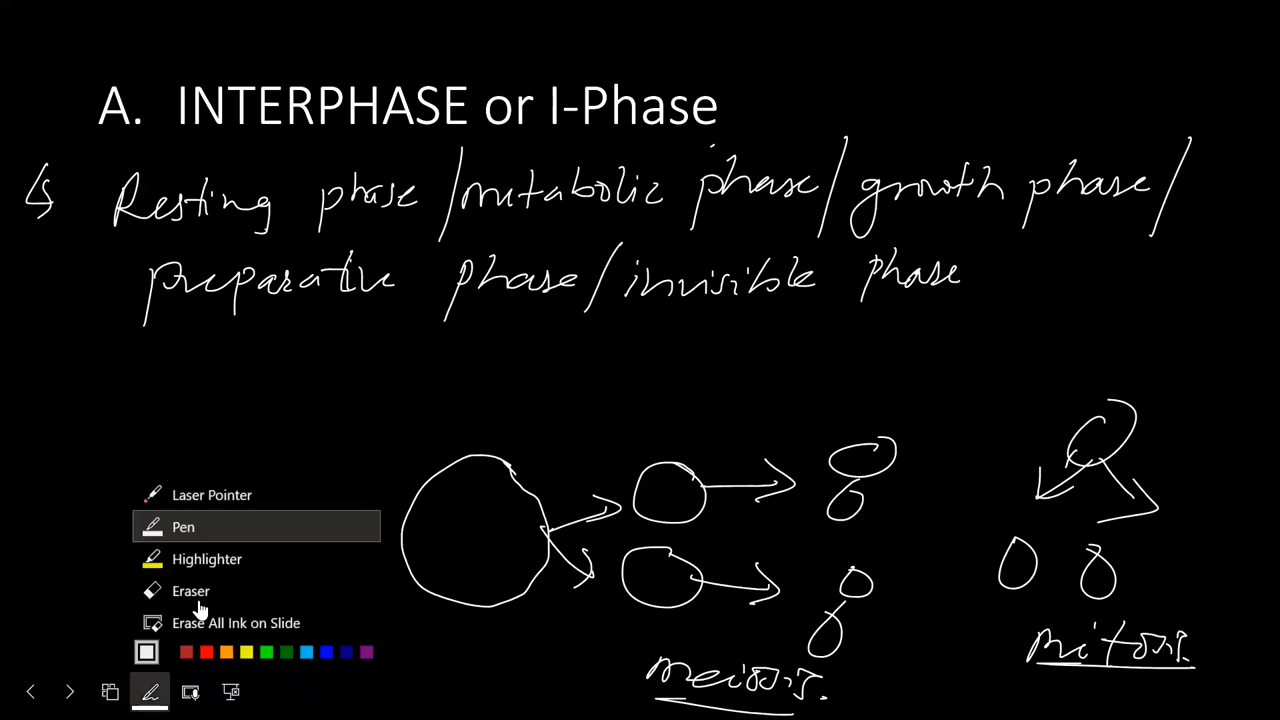 A. INTERPHASE or I-Phase
Resting phase/metabolic phase/growth phase/
preparative phase/invisible phase
Laser Pointer
Pen
Highlighter
Eraser
Erase All Ink on Slide
meiosis.
mitosis.